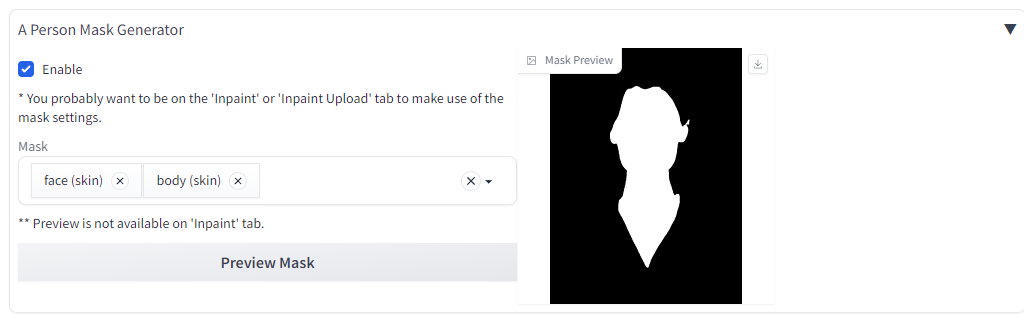 A Person Mask Generator
Enable
* You probably want to be on the 'Inpaint' or 'Inpaint Upload' tab to make use of the
mask settings.
Mask
face (skin)
body (skin)
** Preview is not available on 'Inpaint' tab.
Preview Mask
Mask Preview